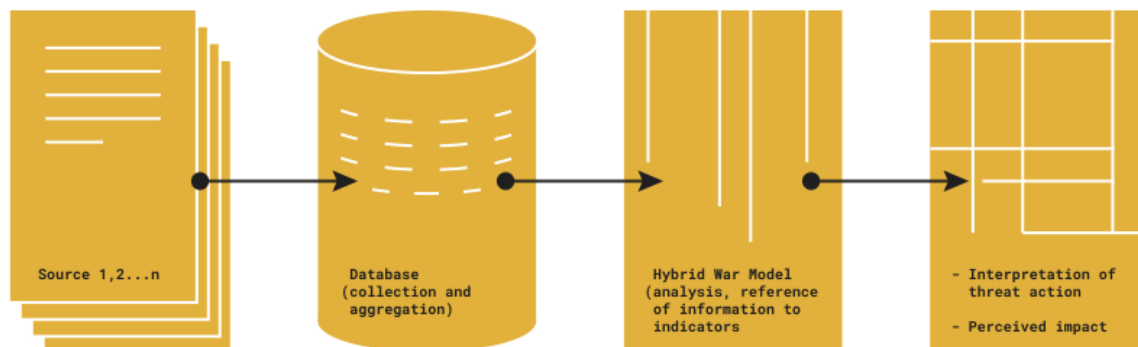 Source 1,2...n
Database
(collection and
aggregation)
Hybrid War Model
(analysis, reference
of information to
indicators
- Interpretation of
threat action
- Perceived impact